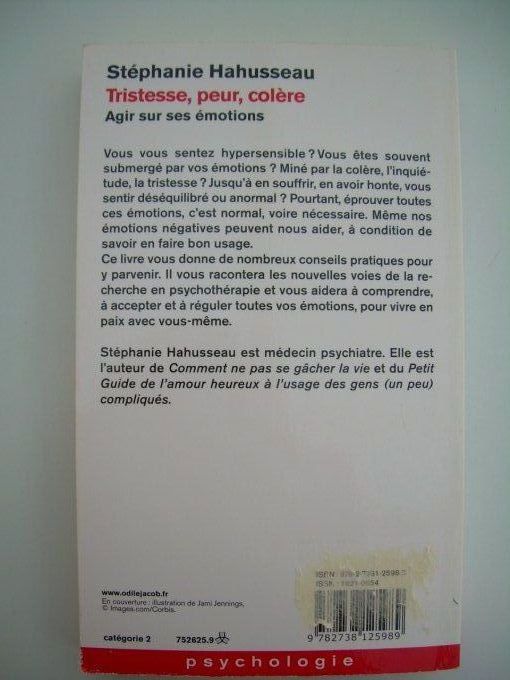 Stéphanie Hahusseau
Tristesse, peur, colère
Agir sur ses émotions
Vous vous sentez hypersensible ? Vous êtes souvent
submergé par vos émotions ? Miné par la colère, l'inquié-
tude, la tristesse ? Jusqu'à en souffrir, en avoir honte, vous
sentir déséquilibré ou anormal ? Pourtant, éprouver toutes
ces émotions, c'est normal, voire nécessaire. Même nos
émotions négatives peuvent nous aider, à condition de
savoir en faire bon usage.
Ce livre vous donne de nombreux conseils pratiques pour
y parvenir. Il vous racontera les nouvelles voies de la re-
cherche en psychothérapie et vous aidera à comprendre,
à accepter et à réguler toutes vos émotions, pour vivre en
paix avec vous-même.
Stéphanie Hahusseau est médecin psychiatre. Elle est
l'auteur de Comment ne pas se gâcher la vie et du Petit
Guide de l'amour heureux à l'usage des gens (un peu)
compliqués.
ISBN
ISSN
www.odilejacob.fr
En couverture : illustration de Jami Jennings,
© Images.com/Corbis.
catégorie 2 752625.9
9 782738 125989
psychologie